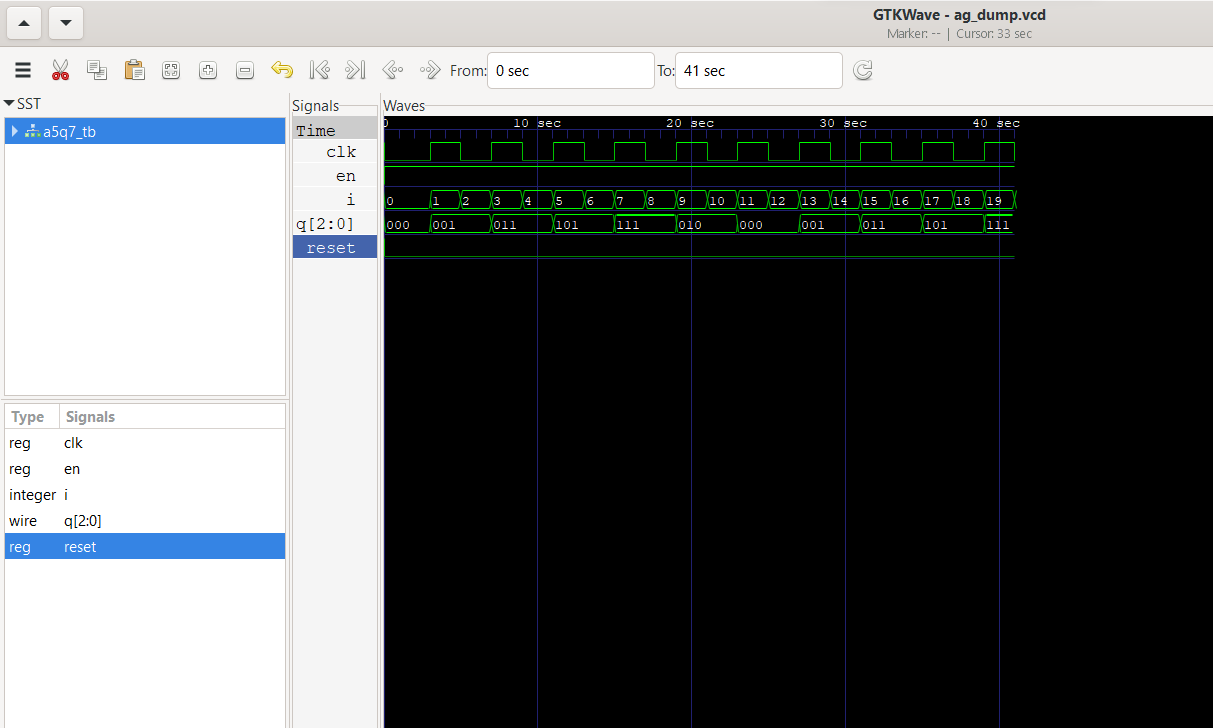 GTKWave - ag_dump.vcd
Marker: -- | Cursor: 33 sec
From: 0 sec To: 41 sec
SST
a5q7_tb
Type Signals
reg clk
reg en
integer i
wire q[2:0]
reg reset
Signals
Time
clk
en
i
q[2:0]
reset
Waves
0 10 sec 20 sec 30 sec 40 sec
0 1 2 3 4 5 6 7 8 9 10 11 12 13 14 15 16 17 18 19
000 001 011 101 111 010 000 001 011 101 111